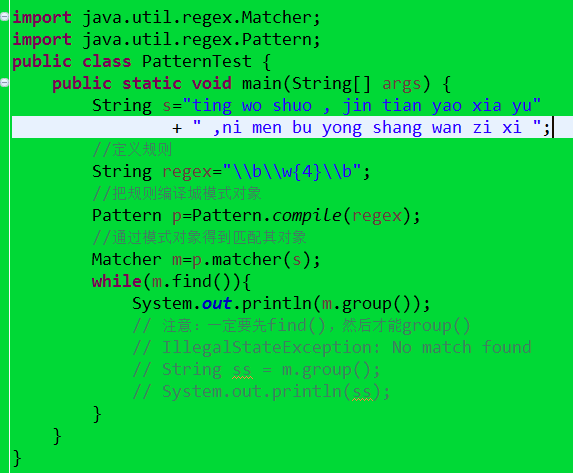 import java.util.regex.Matcher;
import java.util.regex.Pattern;
public class PatternTest {
    public static void main(String[] args) {
        String s="ting wo shuo , jin tian yao xia yu"
                + " ,ni men bu yong shang wan zi xi ";
        //定义规则
        String regex="\\b\\w{4}\\b";
        //把规则编译城模式对象
        Pattern p=Pattern.compile(regex);
        //通过模式对象得到匹配其对象
        Matcher m=p.matcher(s);
        while(m.find()){
            System.out.println(m.group());
            // 注意：一定要先find()，然后才能group()
            // IllegalStateException: No match found
            // String ss = m.group();
            // System.out.println(ss);
        }
    }
}